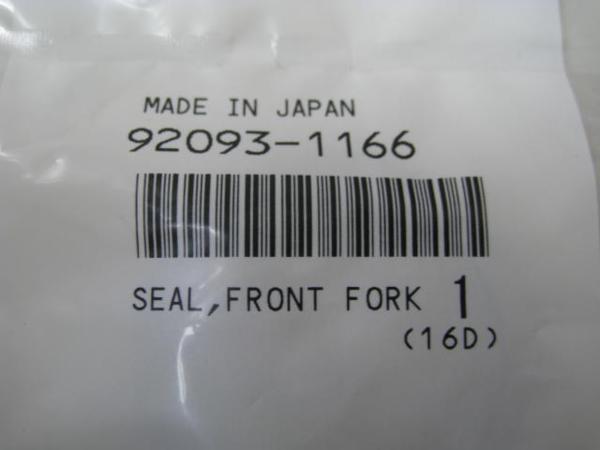 MADE IN JAPAN
92093-1166
SEAL,FRONT FORK 1
(16D)